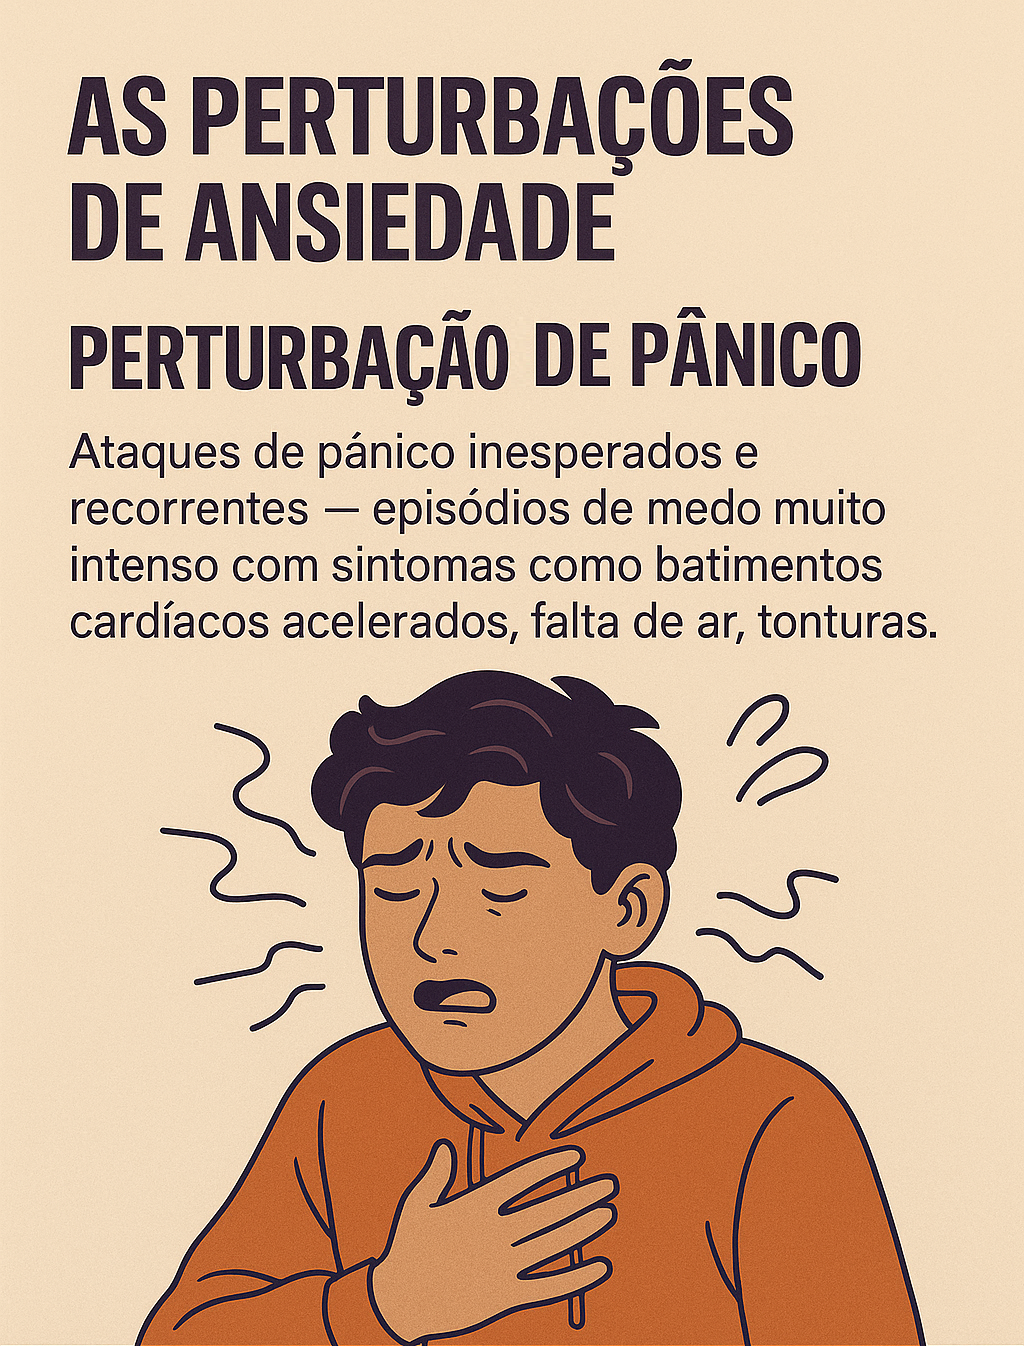 AS PERTURBAÇÕES
DE ANSIEDADE
PERTURBAÇÃO DE PÂNICO
Ataques de pánico inesperados e
recorrentes — episódios de medo muito
intenso com sintomas como batimentos
cardíacos acelerados, falta de ar, tonturas.